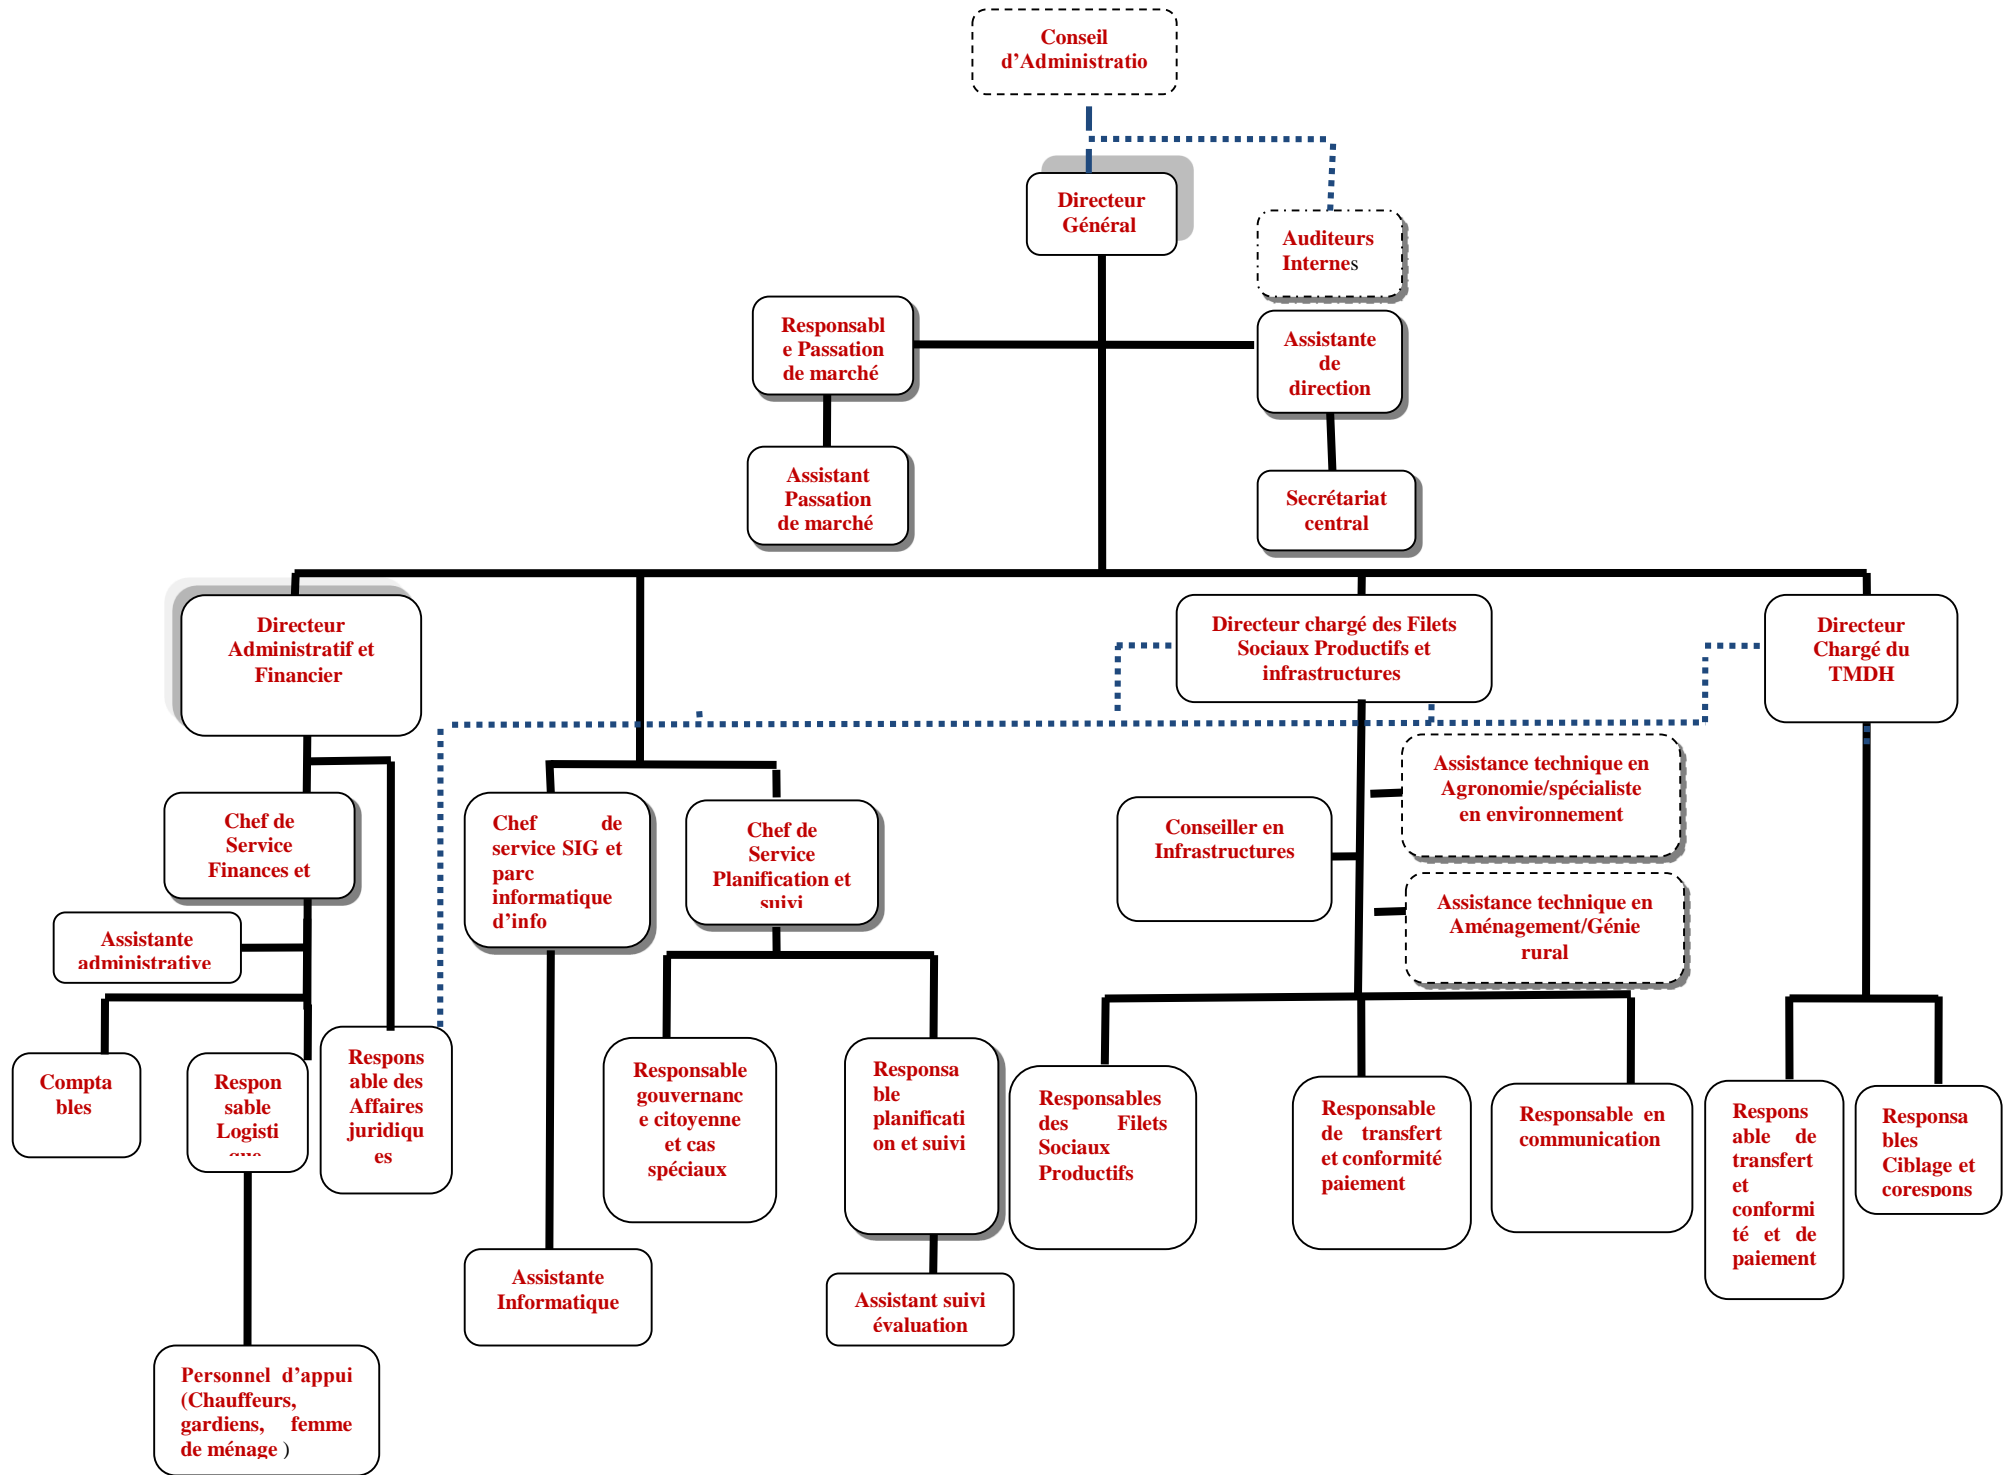 Conseil
d’Administratio
Directeur
Général
Auditeurs
Internes
Responsabl
e Passation
de marché
Assistante
de
direction
Assistant
Passation
de marché
Secrétariat
central
Directeur
Administratif et
Financier
Directeur chargé des Filets
Sociaux Productifs et
infrastructures
Directeur
Chargé du
TMDH
Chef de
Service
Finances et
Chef de
service SIG et
parc
informatique
d’info
Chef de
Service
Planification et
suivi
Conseiller en
Infrastructures
Assistance technique en
Agronomie/spécialiste
en environnement
Assistance technique en
Aménagement/Génie
rural
Assistante
administrative
Compta
bles
Respon
sable
Logisti
que
Respons
able des
Affaires
juridiqu
es
Responsable
gouvernanc
e citoyenne
et cas
spéciaux
Responsa
ble
planificati
on et suivi
Responsables
des Filets
Sociaux
Productifs
Responsable
de transfert
et conformité
paiement
Responsable en
communication
Respons
able de
transfert
et
conformi
té et de
paiement
Responsa
bles
Ciblage et
corespons
Assistante
Informatique
Assistant suivi
évaluation
Personnel d’appui
(Chauffeurs,
gardiens, femme
de ménage )